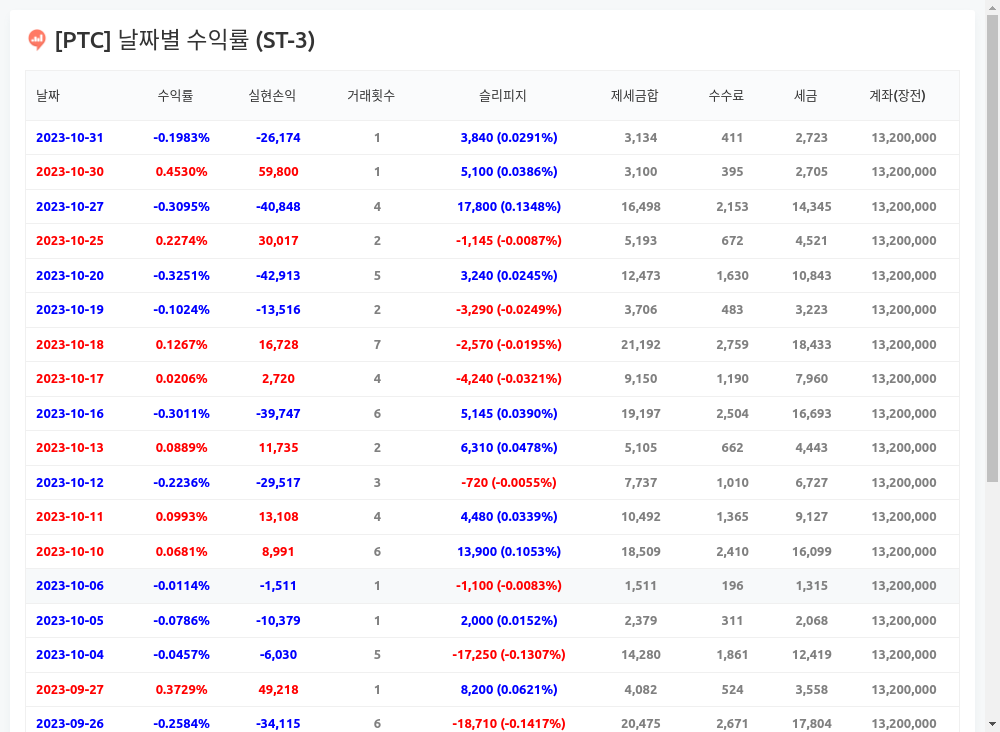 [PTC] 날짜별 수익률 (ST-3)
날짜 수익률 실현손익 거래횟수 슬리피지 제세금합 수수료 세금 계좌(장전)
2023-10-31 -0.1983% -26,174 1 3,840 (0.0291%) 3,134 411 2,723 13,200,000
2023-10-30 0.4530% 59,800 1 5,100 (0.0386%) 3,100 395 2,705 13,200,000
2023-10-27 -0.3095% -40,848 4 17,800 (0.1348%) 16,498 2,153 14,345 13,200,000
2023-10-25 0.2274% 30,017 2 -1,145 (-0.0087%) 5,193 672 4,521 13,200,000
2023-10-20 -0.3251% -42,913 5 3,240 (0.0245%) 12,473 1,630 10,843 13,200,000
2023-10-19 -0.1024% -13,516 2 -3,290 (-0.0249%) 3,706 483 3,223 13,200,000
2023-10-18 0.1267% 16,728 7 -2,570 (-0.0195%) 21,192 2,759 18,433 13,200,000
2023-10-17 0.0206% 2,720 4 -4,240 (-0.0321%) 9,150 1,190 7,960 13,200,000
2023-10-16 -0.3011% -39,747 6 5,145 (0.0390%) 19,197 2,504 16,693 13,200,000
2023-10-13 0.0889% 11,735 2 6,310 (0.0478%) 5,105 662 4,443 13,200,000
2023-10-12 -0.2236% -29,517 3 -720 (-0.0055%) 7,737 1,010 6,727 13,200,000
2023-10-11 0.0993% 13,108 4 4,480 (0.0339%) 10,492 1,365 9,127 13,200,000
2023-10-10 0.0681% 8,991 6 13,900 (0.1053%) 18,509 2,410 16,099 13,200,000
2023-10-06 -0.0114% -1,511 1 -1,100 (-0.0083%) 1,511 196 1,315 13,200,000
2023-10-05 -0.0786% -10,379 1 2,000 (0.0152%) 2,379 311 2,068 13,200,000
2023-10-04 -0.0457% -6,030 5 -17,250 (-0.1307%) 14,280 1,861 12,419 13,200,000
2023-09-27 0.3729% 49,218 1 8,200 (0.0621%) 4,082 524 3,558 13,200,000
2023-09-26 -0.2584% -34,115 6 -18,710 (-0.1417%) 20,475 2,671 17,804 13,200,000